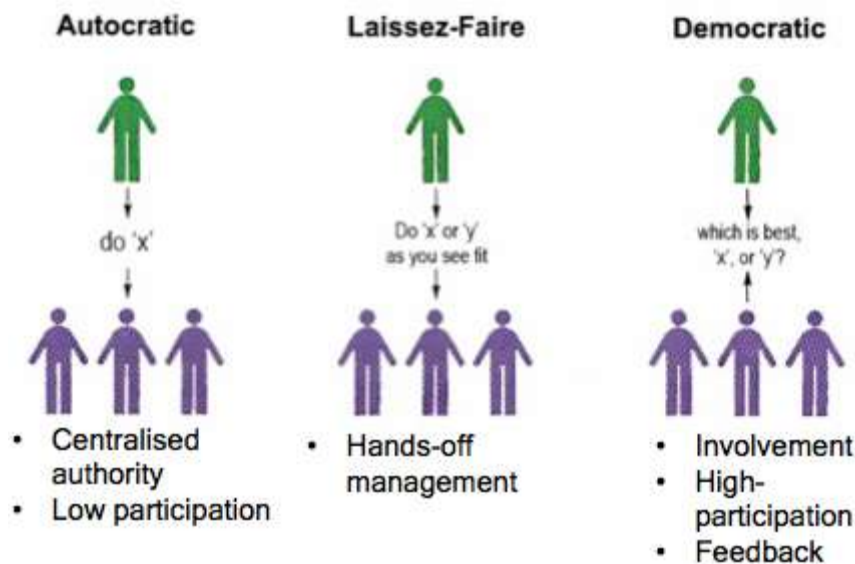 Autocratic
Laissez-Faire
Democratic
do 'x'
Do 'x' or 'y'
as you see fit
which is best,
'x', or 'y'?
• Centralised
authority
• Low participation
• Hands-off
management
• Involvement
• High-
participation
• Feedback